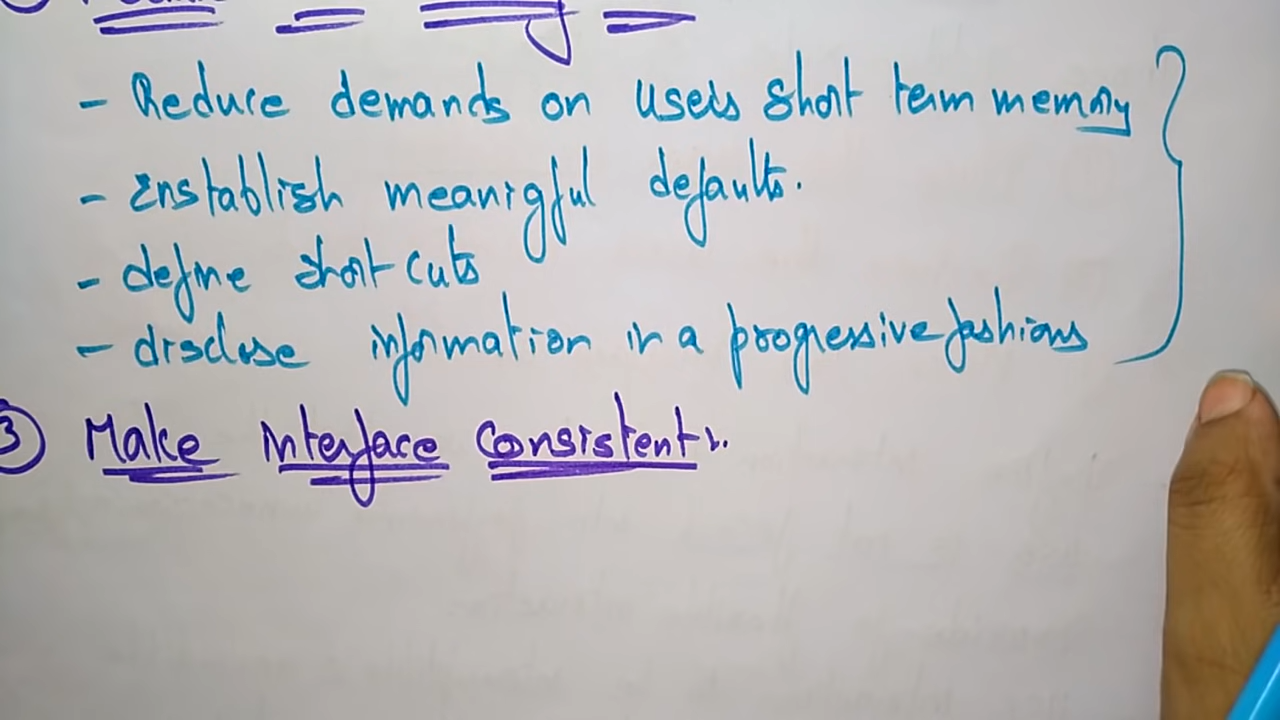 - Reduce demands on users short term memory
- Enstablish meanigful defaults.
- define short cuts
- disclose information in a progressive fashions
3 Make Interface consistent:.